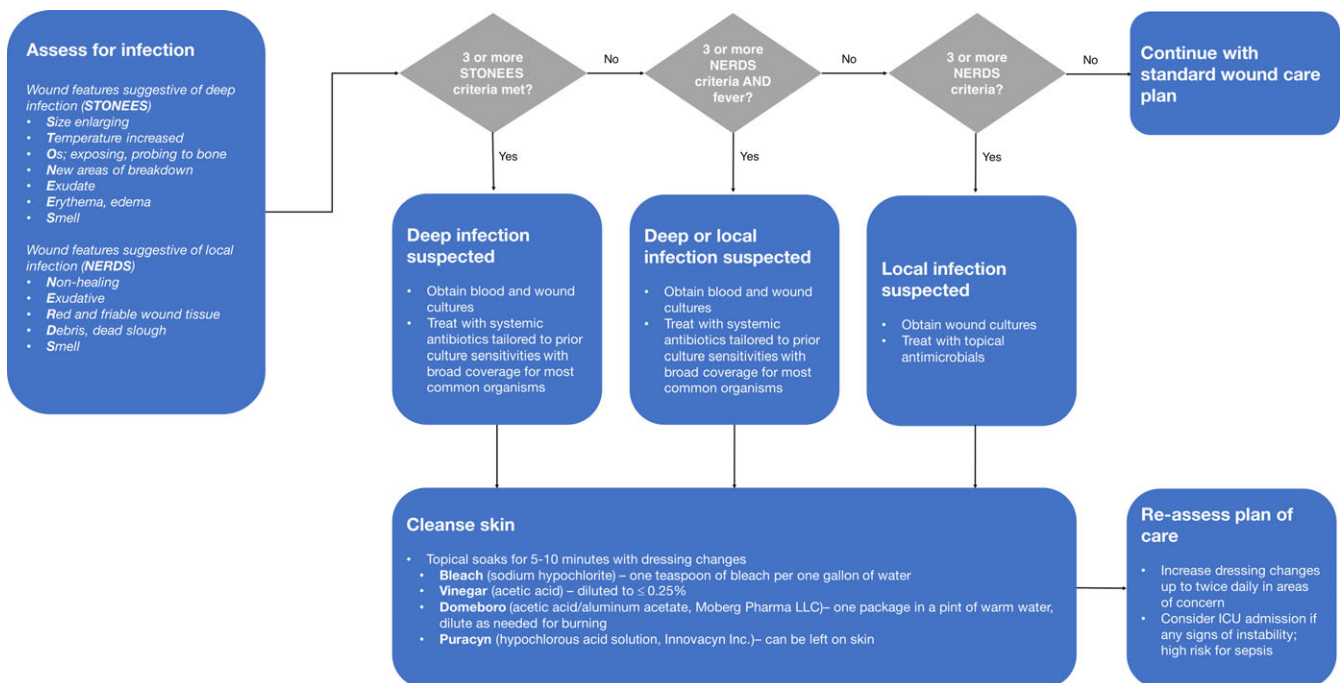 Assess for infection
Wound features suggestive of deep
infection (STONEES)
• Size enlarging
• Temperature increased
• Os; exposing, probing to bone
• New areas of breakdown
• Exudate
• Erythema, edema
• Smell
Wound features suggestive of local
infection (NERDS)
• Non-healing
• Exudative
• Red and friable wound tissue
• Debris, dead slough
• Smell
3 or more
STONEES
criteria met?
No
Yes
3 or more
NERDS
criteria AND
fever?
No
Yes
3 or more
NERDS
criteria?
No
Yes
Continue with
standard wound care
plan
Deep infection
suspected
• Obtain blood and wound
cultures
• Treat with systemic
antibiotics tailored to prior
culture sensitivities with
broad coverage for most
common organisms
Deep or local
infection suspected
• Obtain blood and wound
cultures
• Treat with systemic
antibiotics tailored to prior
culture sensitivities with
broad coverage for most
common organisms
Local infection
suspected
• Obtain wound cultures
• Treat with topical
antimicrobials
Cleanse skin
• Topical soaks for 5-10 minutes with dressing changes
• Bleach (sodium hypochlorite) – one teaspoon of bleach per one gallon of water
• Vinegar (acetic acid) – diluted to ≤ 0.25%
• Domeboro (acetic acid/aluminum acetate, Moberg Pharma LLC)– one package in a pint of warm water,
dilute as needed for burning
• Puracyn (hypochlorous acid solution, Innovacyn Inc.)– can be left on skin
Re-assess plan of
care
• Increase dressing changes
up to twice daily in areas
of concern
• Consider ICU admission if
any signs of instability;
high risk for sepsis